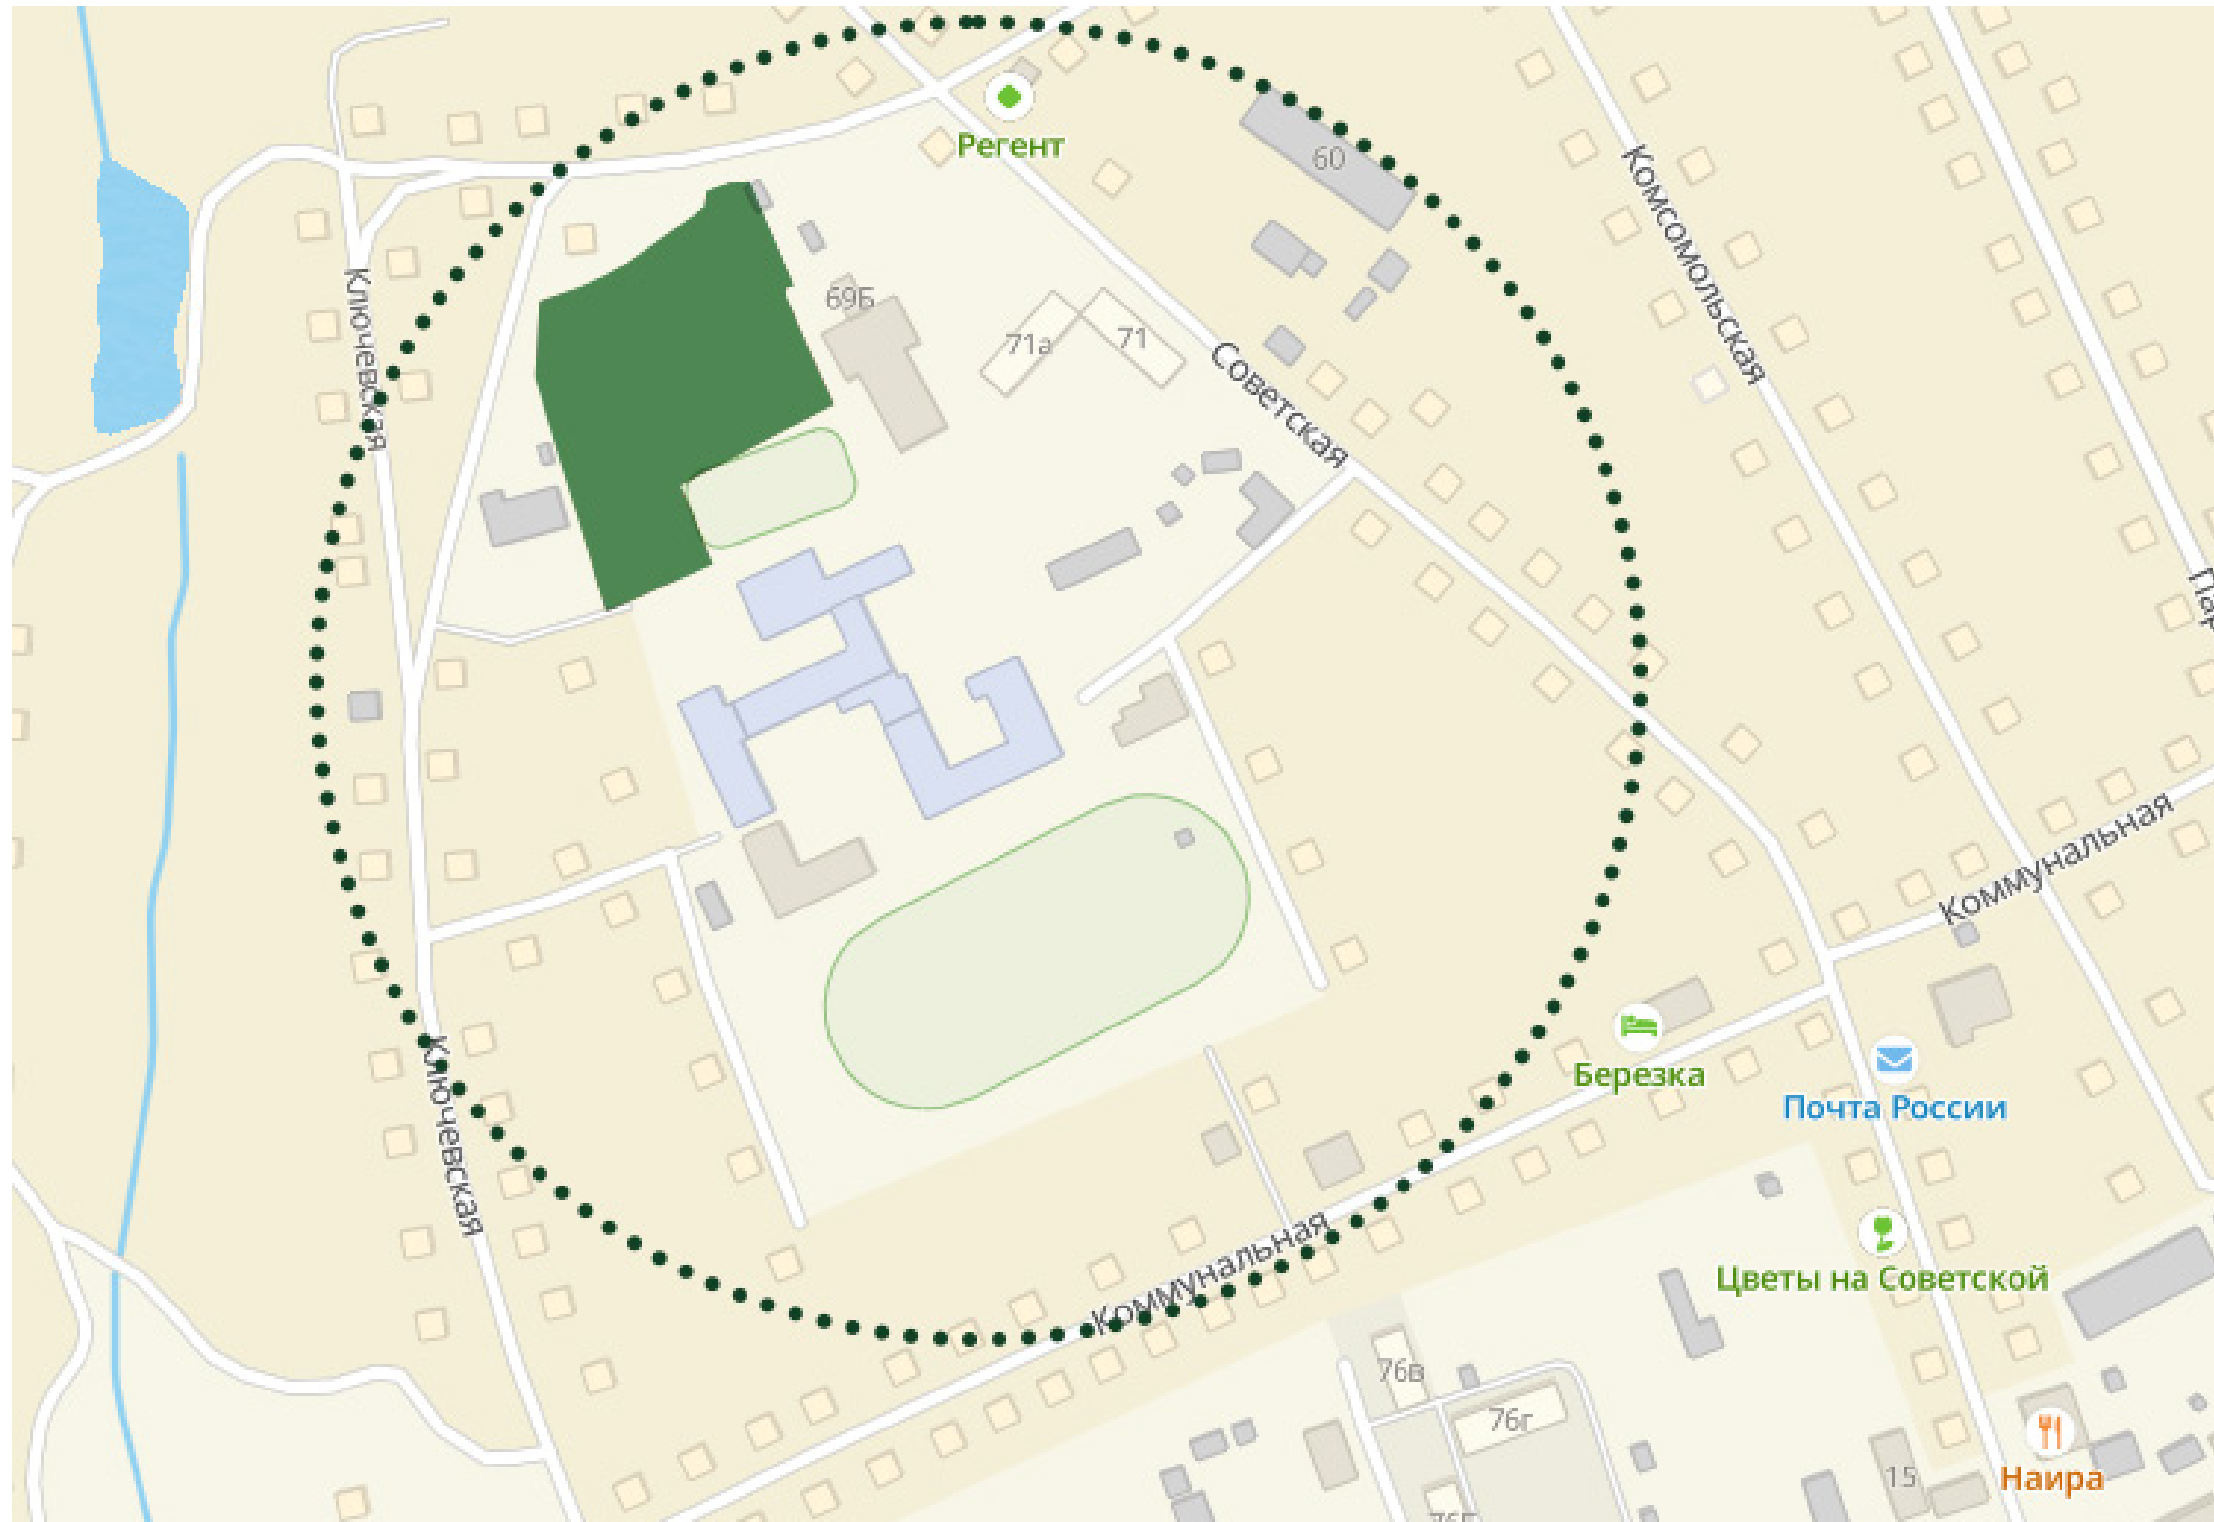 Регент
60
Комсомольская
Ключевская
69Б
71а
71
Советская
Коммунальная
Березка
Почта России
Ключевская
Коммунальная
Цветы на Советской
76в
76г
15
Наира